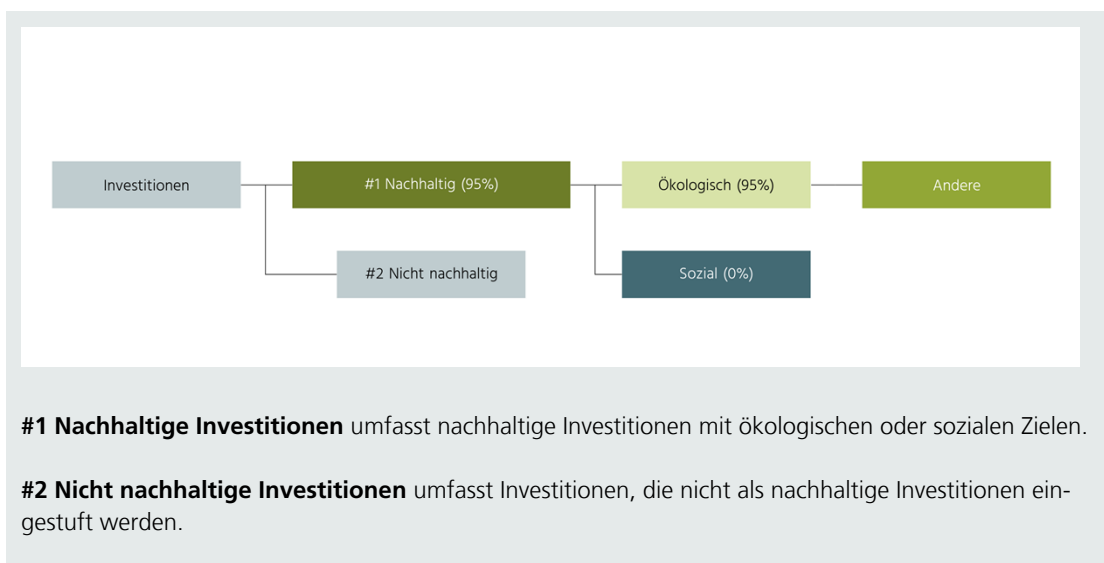 Investitionen
#1 Nachhaltig (95%)
Ökologisch (95%)
Andere
#2 Nicht nachhaltig
Sozial (0%)
#1 Nachhaltige Investitionen umfasst nachhaltige Investitionen mit ökologischen oder sozialen Zielen.
#2 Nicht nachhaltige Investitionen umfasst Investitionen, die nicht als nachhaltige Investitionen ein-
gestuft werden.